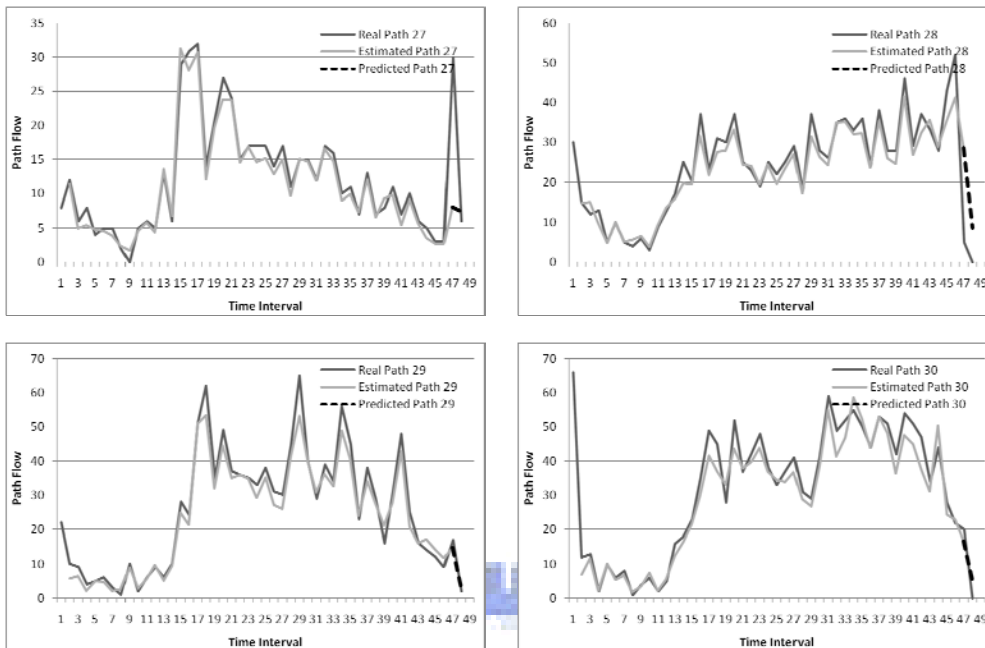 35
30
25
20
15
10
5
0
Path Flow
Real Path 27
Estimated Path 27
Predicted Path 27
1 3 5 7 9 11 13 15 17 19 21 23 25 27 29 31 33 35 37 39 41 43 45 47 49
Time Interval
60
50
40
30
20
10
0
Path Flow
Real Path 28
Estimated Path 28
Predicted Path 28
1 3 5 7 9 11 13 15 17 19 21 23 25 27 29 31 33 35 37 39 41 43 45 47 49
Time Interval
70
60
50
40
30
20
10
0
Path Flow
Real Path 29
Estimated Path 29
Predicted Path 29
1 3 5 7 9 11 13 15 17 19 21 23 25 27 29 31 33 35 37 39 41 43 45 47 49
Time Interval
70
60
50
40
30
20
10
0
Path Flow
Real Path 30
Estimated Path 30
Predicted Path 30
1 3 5 7 9 11 13 15 17 19 21 23 25 27 29 31 33 35 37 39 41 43 45 47 49
Time Interval